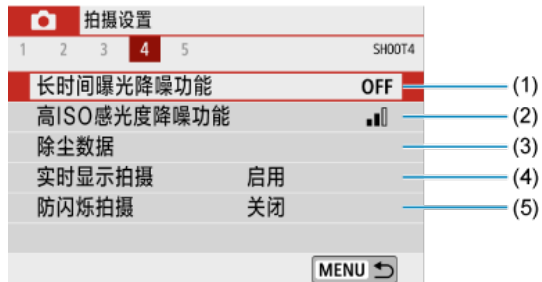 拍摄设置
1 2 3 4 5 SHOOT4
长时间曝光降噪功能 OFF (1)
高ISO感光度降噪功能 (2)
除尘数据 (3)
实时显示拍摄 启用 (4)
防闪烁拍摄 关闭 (5)
MENU